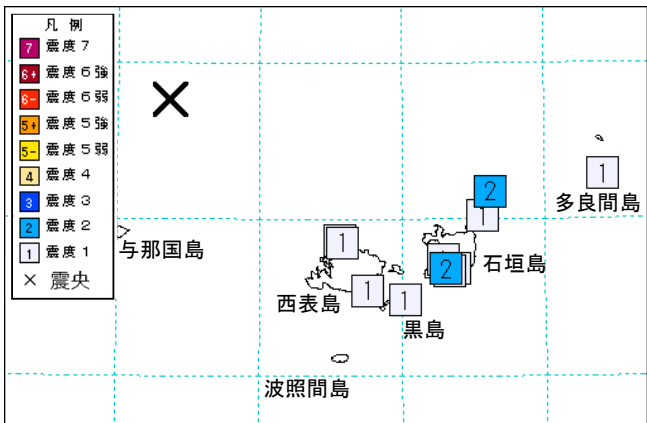 凡 例
7 震度 7
6+ 震度 6 強
6- 震度 6 弱
5+ 震度 5 強
5- 震度 5 弱
4 震度 4
3 震度 3
2 震度 2
1 震度 1
× 震央
1
多良間島
2
1
石垣島
2
与那国島
1
西表島
1
1
黒島
波照間島